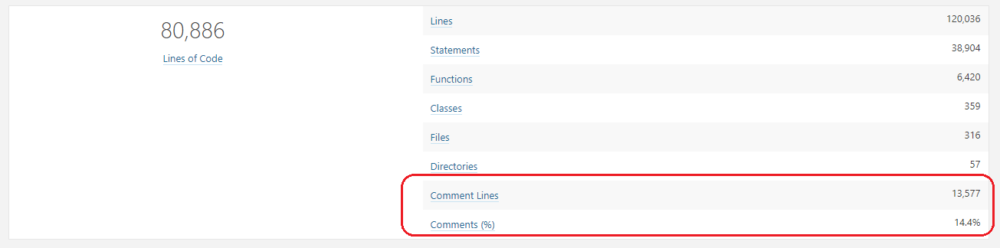 80,886
Lines of Code
Lines 120,036
Statements 38,904
Functions 6,420
Classes 359
Files 316
Directories 57
Comment Lines 13,577
Comments (%) 14.4%